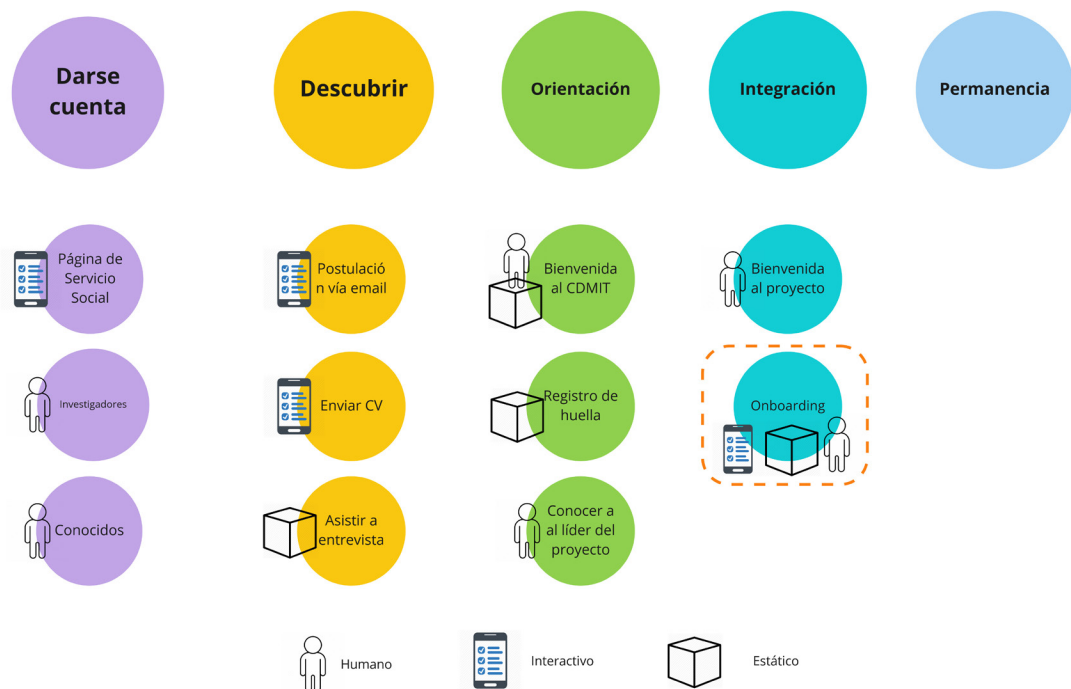 Darse
cuenta
Descubrir
Orientación
Integración
Permanencia
Página de
Servicio
Social
Postulació
n vía email
Bienvenida
al CDMIT
Bienvenida
al proyecto
Investigadores
Enviar CV
Registro de
huella
Onboarding
Conocidos
Asistir a
entrevista
Conocer a
al líder del
proyecto
Humano
Interactivo
Estático